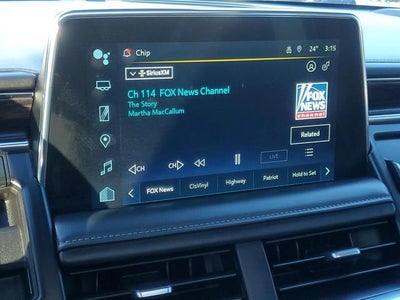 Chip 24° 3:15
SiriusXM
Ch 114 FOX News Channel
The Story
Martha MacCallum
FOX
NEWS
channel
Related
CH CH LIVE
FOX News ClsVinyl Highway Patriot Hold to Set